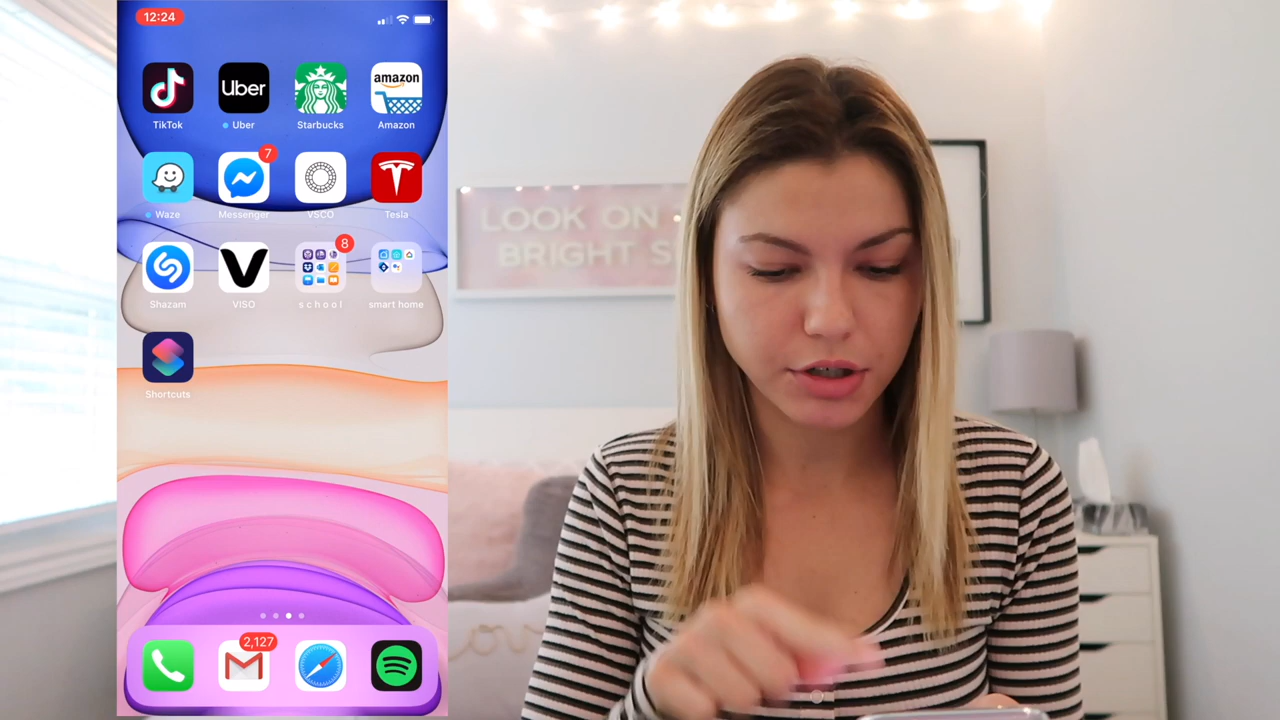 12:24
TikTok
Uber
Uber
Starbucks
amazon
Amazon
7
Waze
Messenger
VSCO
Tesla
8
Shazam
VISO
school
smart home
Shortcuts
2,127
LOOK ON
BRIGHT S